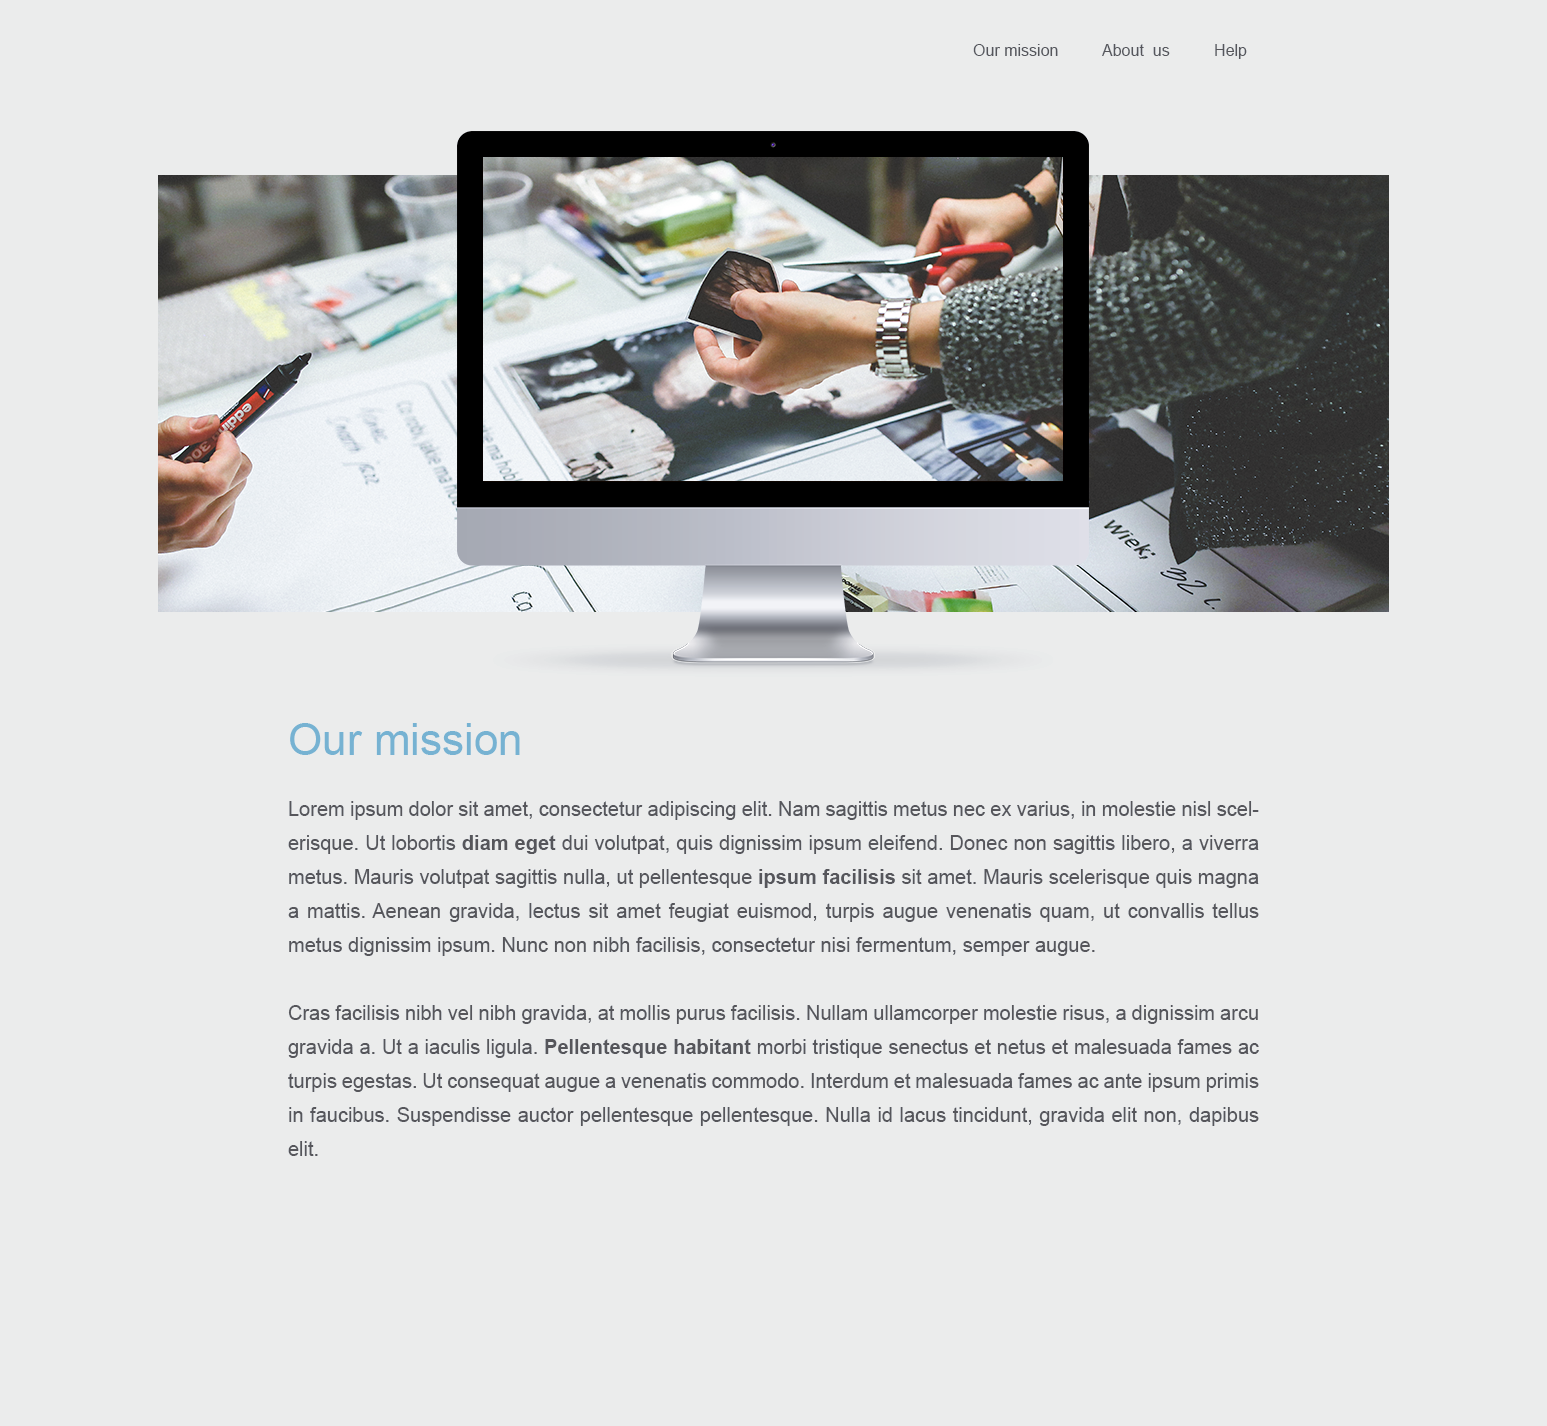 Our mission About us Help
eddin
Co robi, jakie ma ho
ma hobb
Wiek; 32 l.
Co
Our mission
Lorem ipsum dolor sit amet, consectetur adipiscing elit. Nam sagittis metus nec ex varius, in molestie nisl scel-
erisque. Ut lobortis diam eget dui volutpat, quis dignissim ipsum eleifend. Donec non sagittis libero, a viverra
metus. Mauris volutpat sagittis nulla, ut pellentesque ipsum facilisis sit amet. Mauris scelerisque quis magna
a mattis. Aenean gravida, lectus sit amet feugiat euismod, turpis augue venenatis quam, ut convallis tellus
metus dignissim ipsum. Nunc non nibh facilisis, consectetur nisi fermentum, semper augue.
Cras facilisis nibh vel nibh gravida, at mollis purus facilisis. Nullam ullamcorper molestie risus, a dignissim arcu
gravida a. Ut a iaculis ligula. Pellentesque habitant morbi tristique senectus et netus et malesuada fames ac
turpis egestas. Ut consequat augue a venenatis commodo. Interdum et malesuada fames ac ante ipsum primis
in faucibus. Suspendisse auctor pellentesque pellentesque. Nulla id lacus tincidunt, gravida elit non, dapibus
elit.